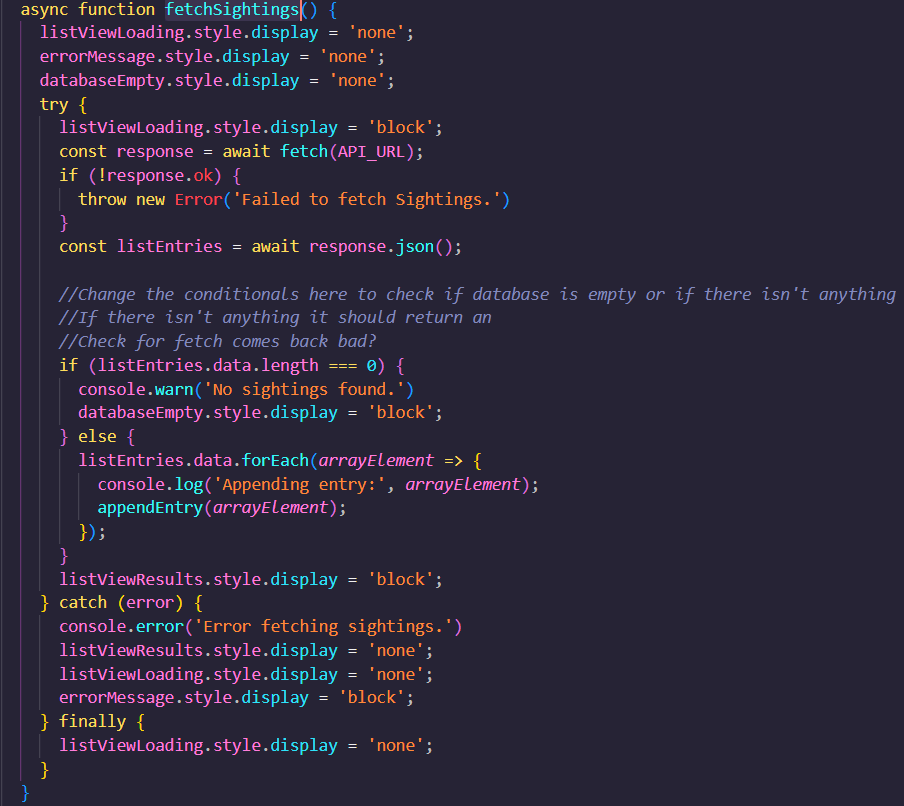 async function fetchSightings() {
listViewLoading.style.display = 'none';
errorMessage.style.display = 'none';
databaseEmpty.style.display = 'none';
try {
listViewLoading.style.display = 'block';
const response = await fetch(API_URL);
if (!response.ok) {
throw new Error('Failed to fetch Sightings.')
}
const listEntries = await response.json();
//Change the conditionals here to check if database is empty or if there isn't anything
//If there isn't anything it should return an
//Check for fetch comes back bad?
if (listEntries.data.length === 0) {
console.warn('No sightings found.')
databaseEmpty.style.display = 'block';
} else {
listEntries.data.forEach(arrayElement => {
console.log('Appending entry:', arrayElement);
appendEntry(arrayElement);
});
}
listViewResults.style.display = 'block';
} catch (error) {
console.error('Error fetching sightings.')
listViewResults.style.display = 'none';
listViewLoading.style.display = 'none';
errorMessage.style.display = 'block';
} finally {
listViewLoading.style.display = 'none';
}
}